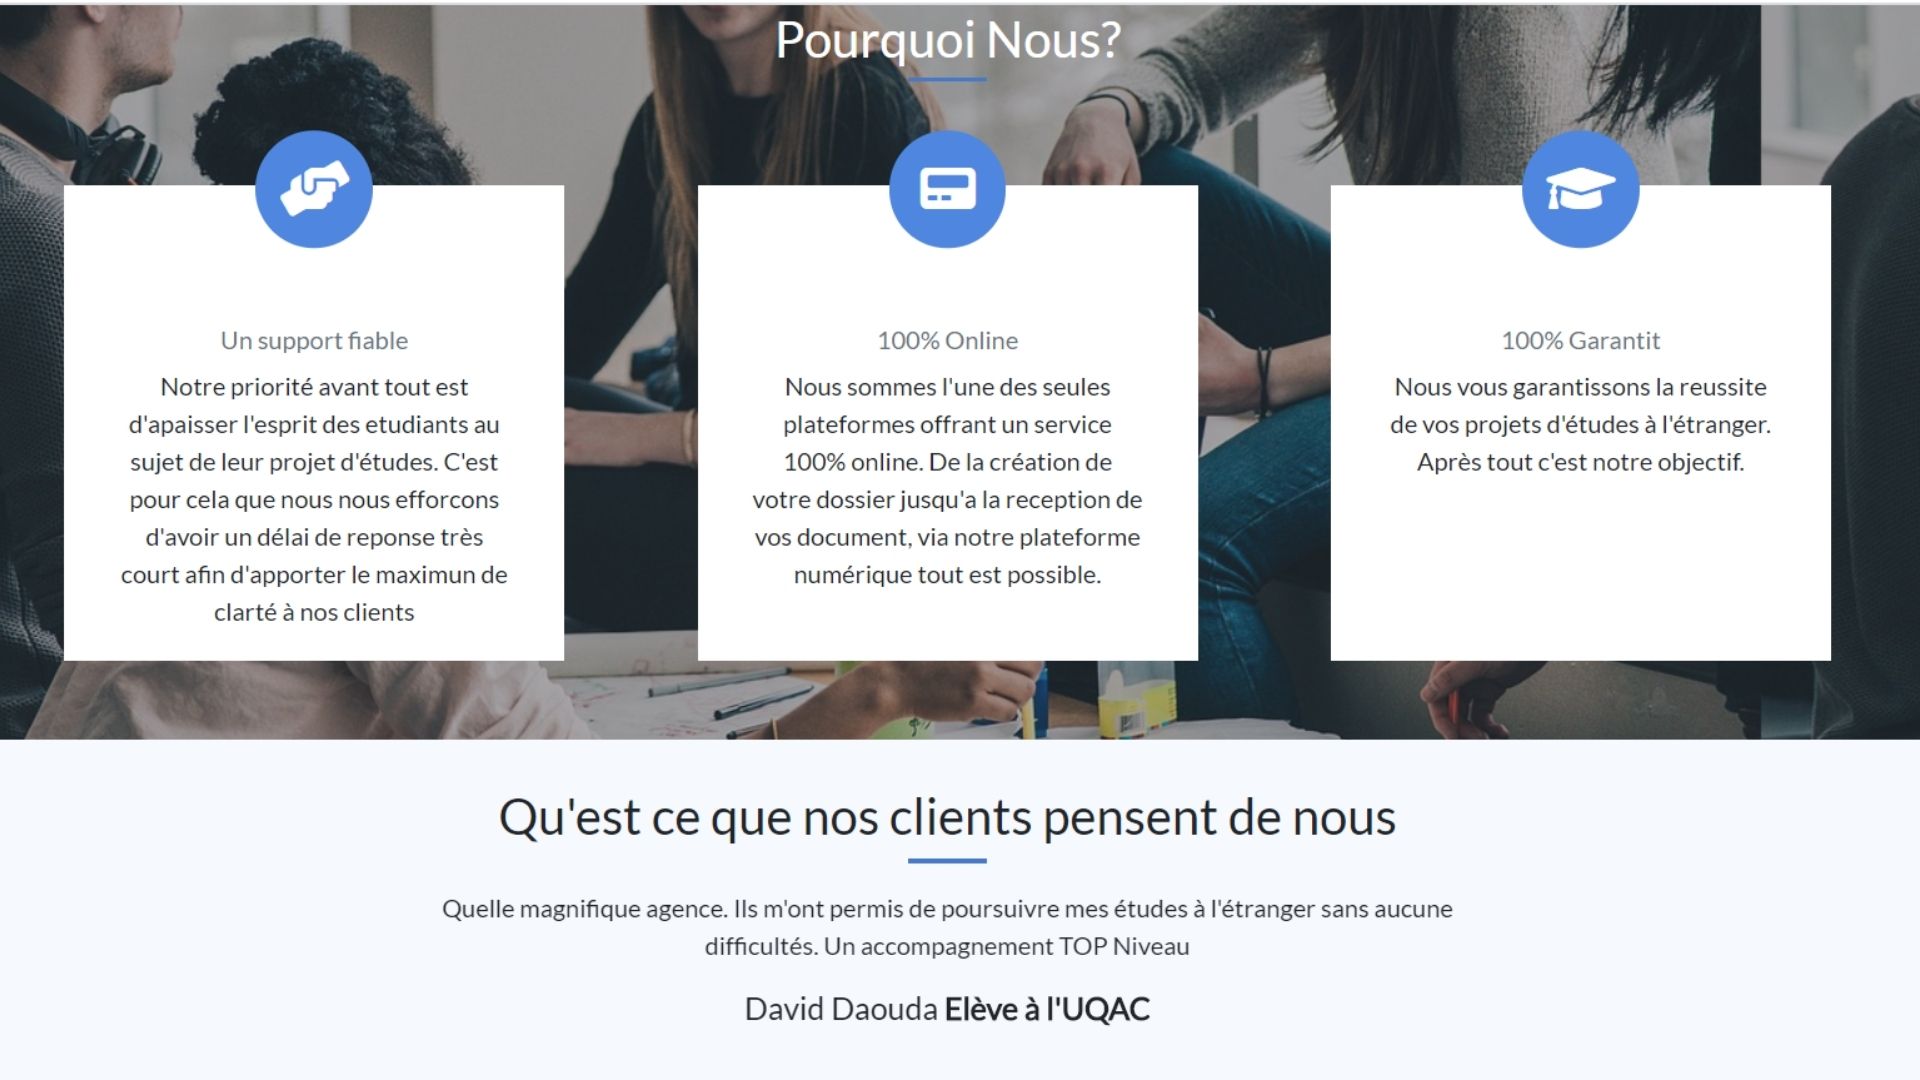 Pourquoi Nous?
Un support fiable
Notre priorité avant tout est
d'apaisser l'esprit des etudiants au
sujet de leur projet d'études. C'est
pour cela que nous nous efforcons
d'avoir un délai de reponse très
court afin d'apporter le maximun de
clarté à nos clients
100% Online
Nous sommes l'une des seules
plateformes offrant un service
100% online. De la création de
votre dossier jusqu'a la reception de
vos document, via notre plateforme
numérique tout est possible.
100% Garantit
Nous vous garantissons la reussite
de vos projets d'études à l'étranger.
Après tout c'est notre objectif.
Qu'est ce que nos clients pensent de nous
Quelle magnifique agence. Ils m'ont permis de poursuivre mes études à l'étranger sans aucune
difficultés. Un accompagnement TOP Niveau
David Daouda Elève à l'UQAC